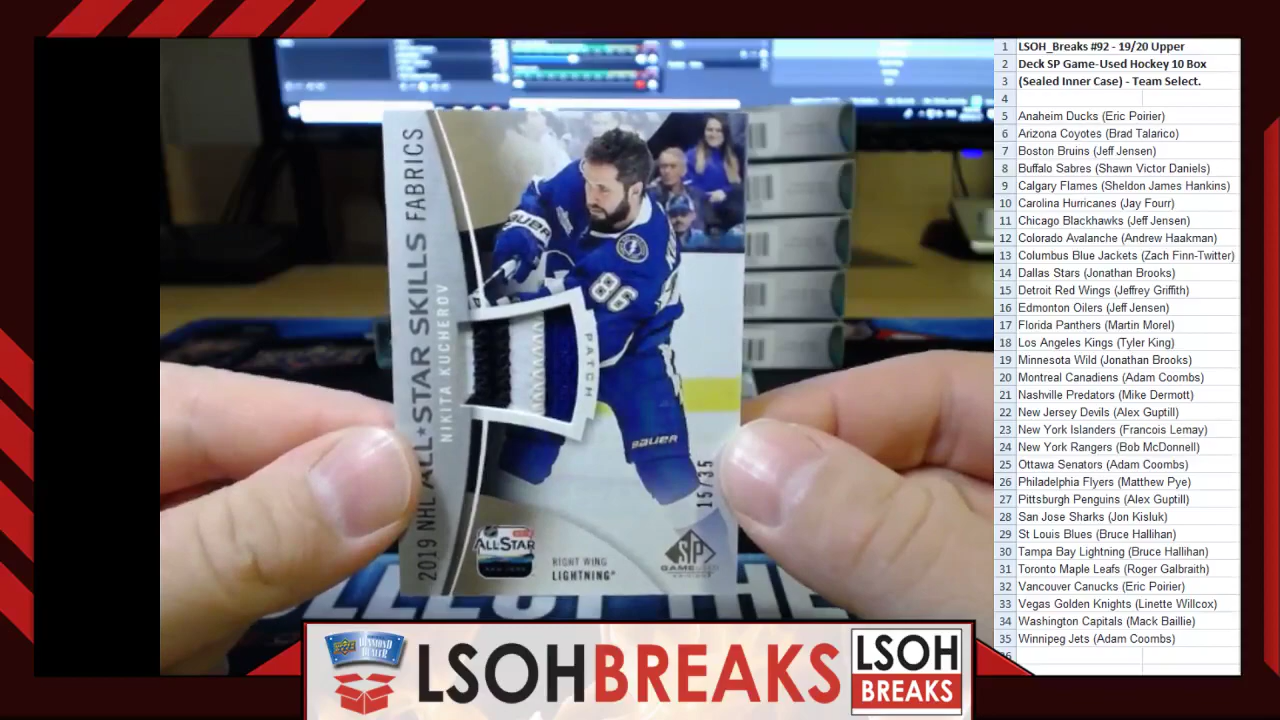 2019 NHL ALL★STAR SKILLS FABRICS
NIKITA KUCHEROV
BAUER
86
PATCH
BAUER
15/35
ALL STAR
RIGHT WING
LIGHTNING
SP
GAME USED
LSOHBREAKS
LSOH
BREAKS
1 LSOH_Breaks #92 - 19/20 Upper
2 Deck SP Game-Used Hockey 10 Box
3 (Sealed Inner Case) - Team Select.
4
5 Anaheim Ducks (Eric Poirier)
6 Arizona Coyotes (Brad Talarico)
7 Boston Bruins (Jeff Jensen)
8 Buffalo Sabres (Shawn Victor Daniels)
9 Calgary Flames (Sheldon James Hankins)
10 Carolina Hurricanes (Jay Fourr)
11 Chicago Blackhawks (Jeff Jensen)
12 Colorado Avalanche (Andrew Haakman)
13 Columbus Blue Jackets (Zach Finn-Twitter)
14 Dallas Stars (Jonathan Brooks)
15 Detroit Red Wings (Jeffrey Griffith)
16 Edmonton Oilers (Jeff Jensen)
17 Florida Panthers (Martin Morel)
18 Los Angeles Kings (Tyler King)
19 Minnesota Wild (Jonathan Brooks)
20 Montreal Canadiens (Adam Coombs)
21 Nashville Predators (Mike Dermott)
22 New Jersey Devils (Alex Guptill)
23 New York Islanders (Francois Lemay)
24 New York Rangers (Bob McDonnell)
25 Ottawa Senators (Adam Coombs)
26 Philadelphia Flyers (Matthew Pye)
27 Pittsburgh Penguins (Alex Guptill)
28 San Jose Sharks (Jon Kisluk)
29 St Louis Blues (Bruce Hallihan)
30 Tampa Bay Lightning (Bruce Hallihan)
31 Toronto Maple Leafs (Roger Galbraith)
32 Vancouver Canucks (Eric Poirier)
33 Vegas Golden Knights (Linette Willcox)
34 Washington Capitals (Mack Baillie)
35 Winnipeg Jets (Adam Coombs)